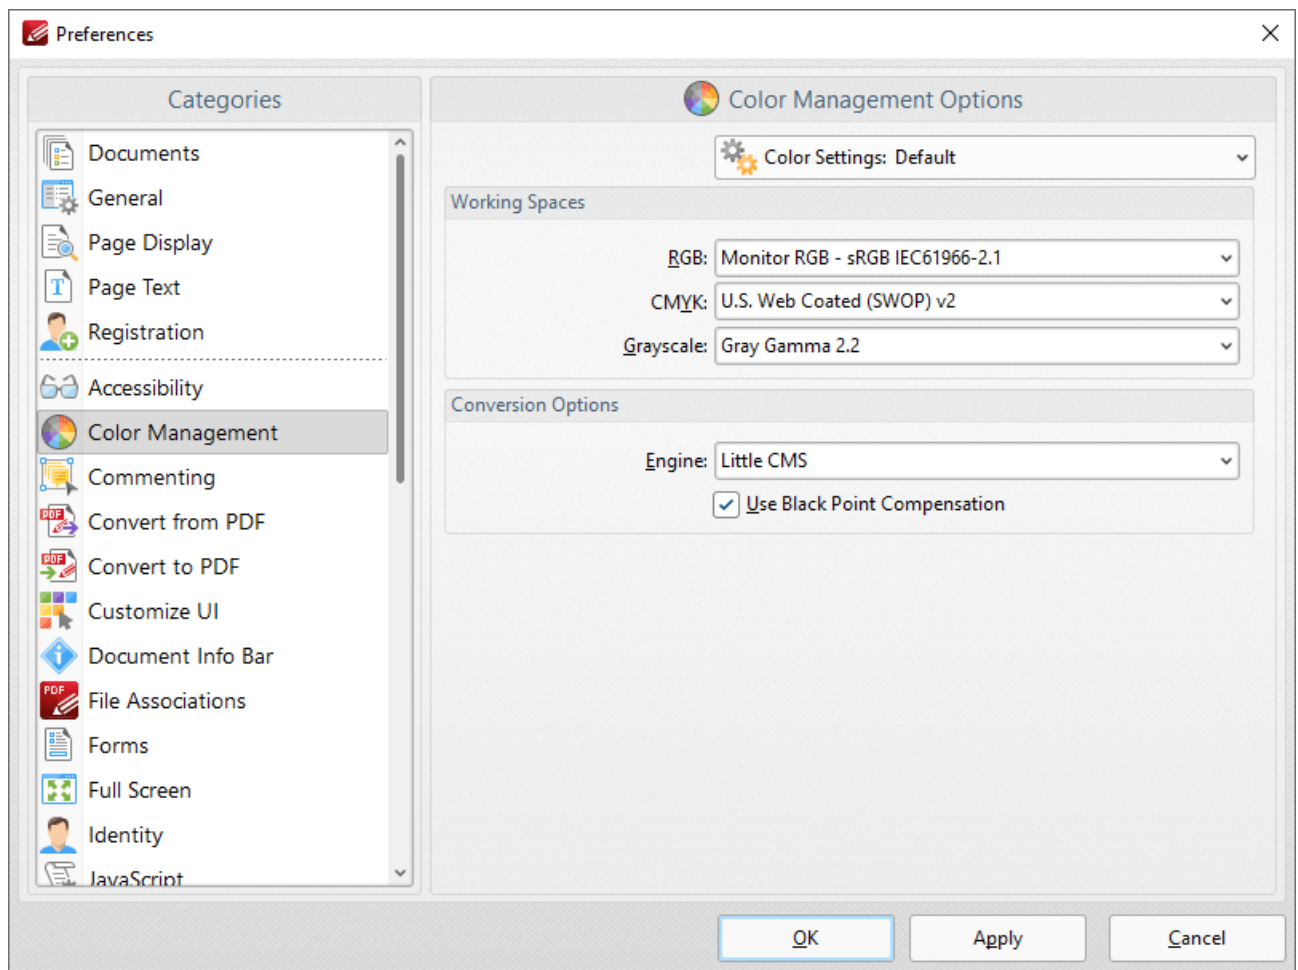 Preferences
Categories
Documents
General
Page Display
Page Text
Registration
Accessibility
Color Management
Commenting
Convert from PDF
Convert to PDF
Customize UI
Document Info Bar
File Associations
Forms
Full Screen
Identity
JavaScript
Color Management Options
Color Settings: Default
Working Spaces
RGB: Monitor RGB - sRGB IEC61966-2.1
CMYK: U.S. Web Coated (SWOP) v2
Grayscale: Gray Gamma 2.2
Conversion Options
Engine: Little CMS
Use Black Point Compensation
OK Apply Cancel